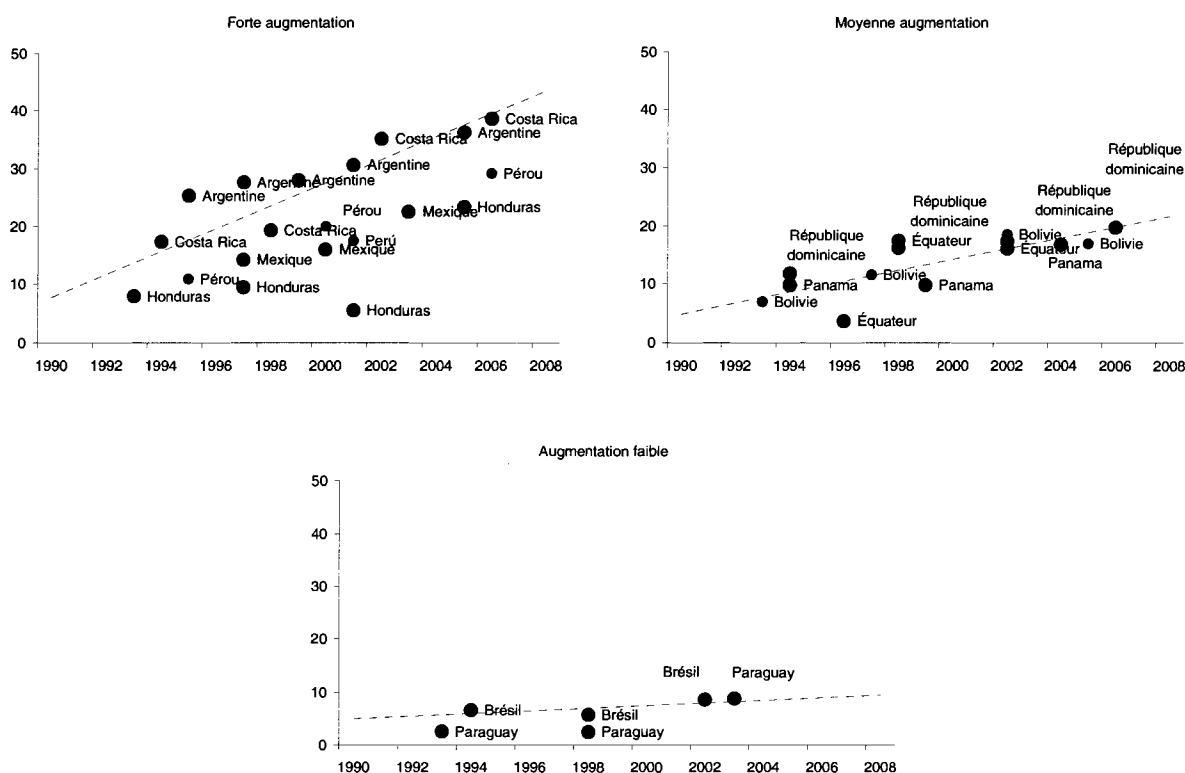 Forte augmentation
50
40
30
20
10
0
Costa Rica
Costa Rica
Argentine
Argentine
Argentine
Argentine
Pérou
Argentine
Pérou
Mexique
Honduras
Costa Rica
Costa Rica
Perú
Mexique
Mexique
Pérou
Honduras
Honduras
Honduras
1990 1992 1994 1996 1998 2000 2002 2004 2006 2008
Moyenne augmentation
50
40
30
20
10
0
République
dominicaine
République
dominicaine
République
dominicaine
République
dominicaine
Équateur
Bolivie
Bolivie
Équateur
Panama
Bolivie
Panama
Panama
Bolivie
Équateur
1990 1992 1994 1996 1998 2000 2002 2004 2006 2008
Augmentation faible
50
40
30
20
10
0
Brésil Paraguay
Brésil
Brésil
Paraguay
Paraguay
1990 1992 1994 1996 1998 2000 2002 2004 2006 2008